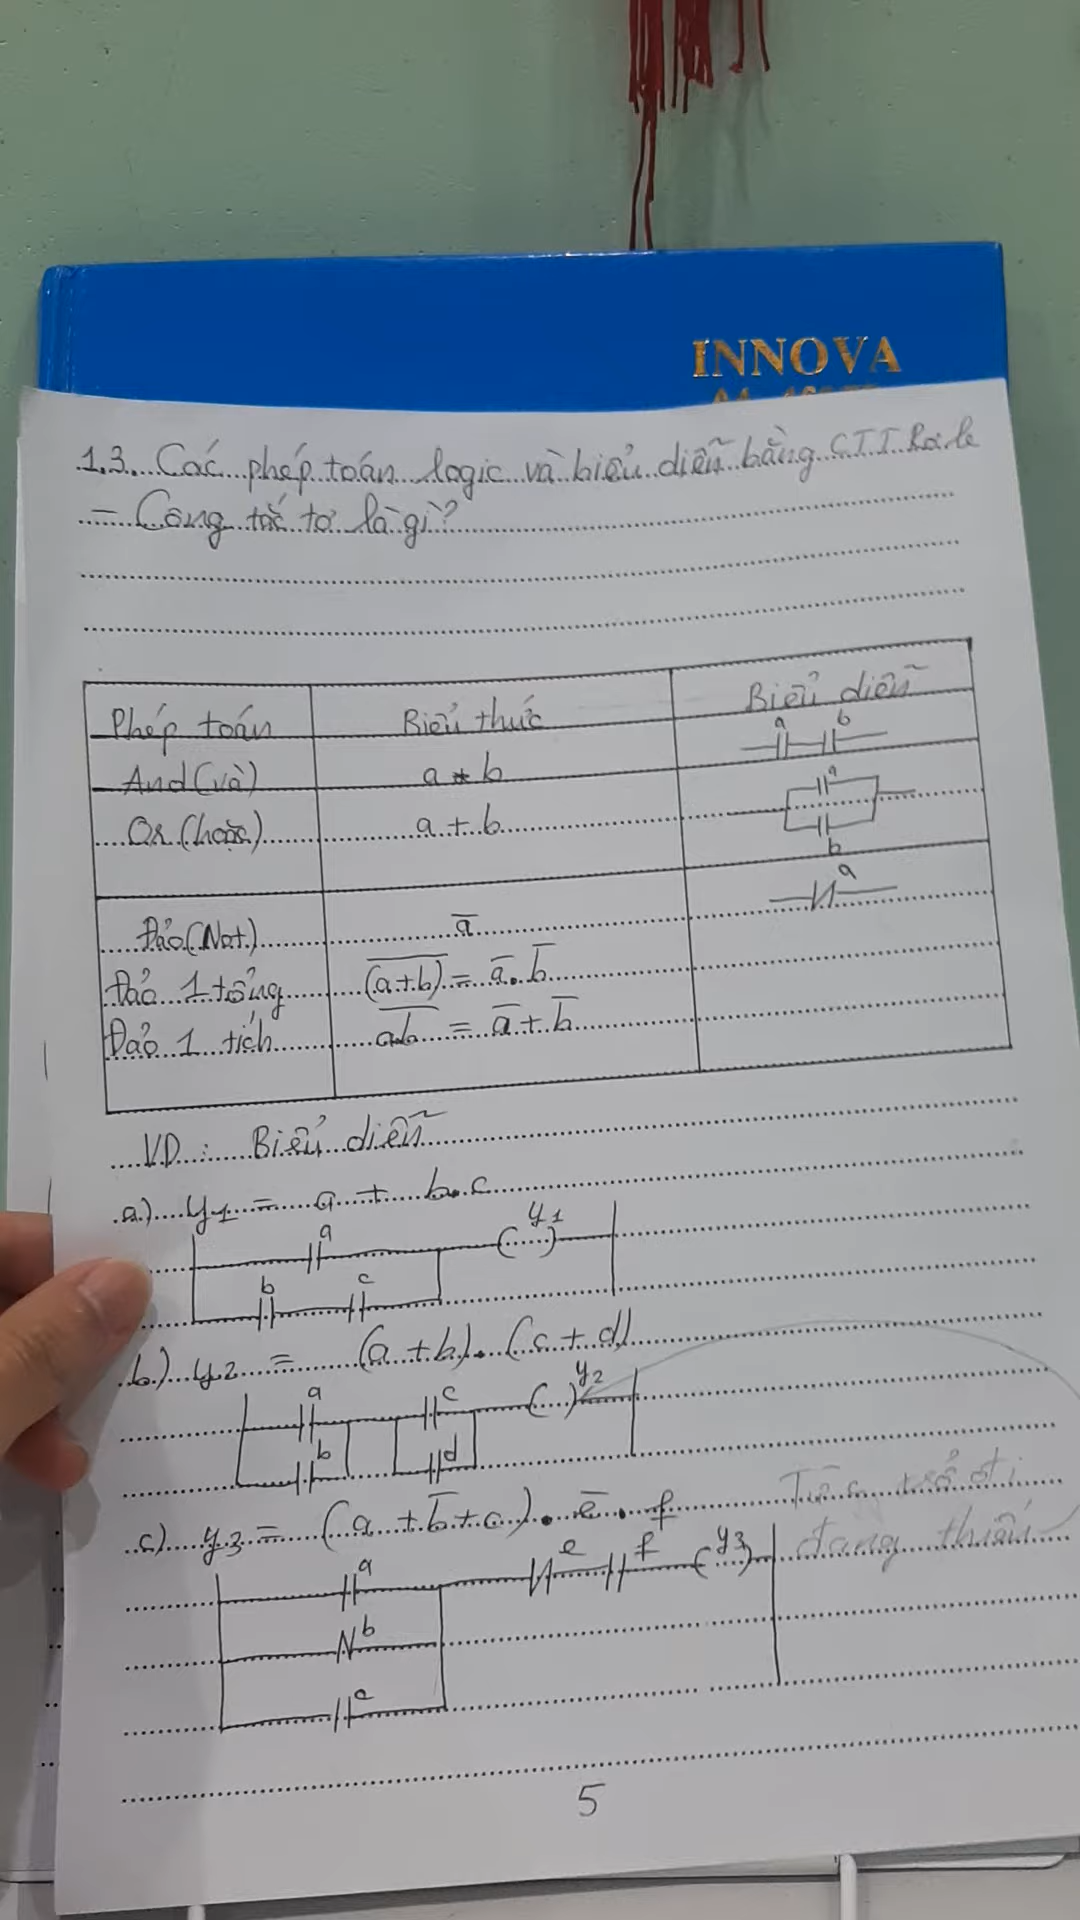 INNOVA
1.3. Các phép toán logic và biểu diễn bằng CTT Rơle
- Công tắc tơ là gì?
Phép toán Biểu thức Biểu diễn
And (và) a * b a b
Or (hoặc) a + b a
b
Đảo (Not) a̅ a
Đảo 1 tổng (a+b)̅ = a̅ . b̅
Đảo 1 tích a̅b̅ = a̅ + b̅
VD: Biểu diễn
a) y1 = a + b.c
a y1
b c
b) y2 = (a + b) . (c + d)
a c y2
b d
c) y3 = (a + b̅ + c) . e̅ . f
đang thiếu
a e f y3
b
c
5